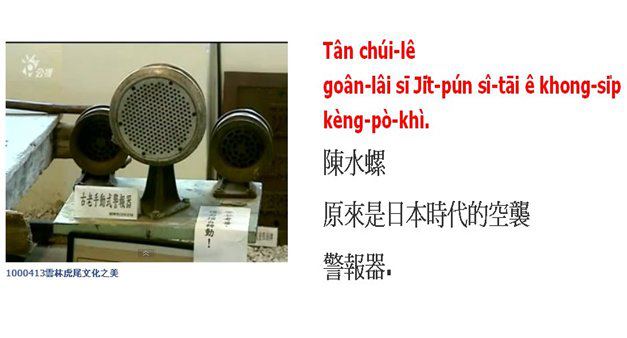 公視
古老手動式警報器
動！
1000413雲林虎尾文化之美
Tân chúi-lê
goân-lâi sī Ji̍t-pún sî-tāi ê khong-si̍p
kèng-pò-khì.
陳水螺
原來是日本時代的空襲
警報器.